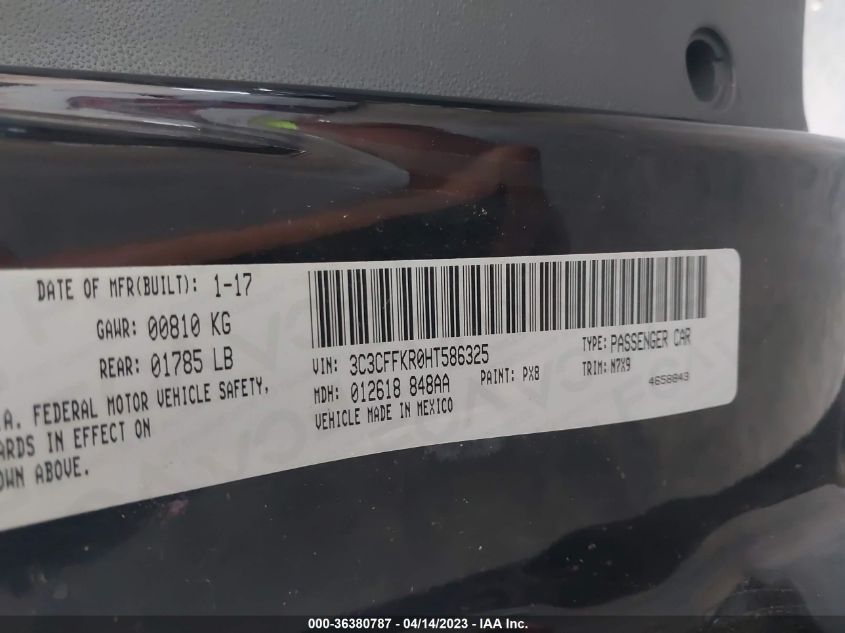 DATE OF MFR(BUILT): 1-17
GAWR: 00810 KG
REAR: 01785 LB
.A. FEDERAL MOTOR VEHICLE SAFETY,
ARDS IN EFFECT ON
OWN ABOVE.
VIN: 3C3CFFKR0HT586325
TYPE: PASSENGER CAR
MDH: 012618 848AA
PAINT: PX8
TRIM: N7X9
VEHICLE MADE IN MEXICO
4658843
000-36380787 - 04/14/2023 - IAA Inc.